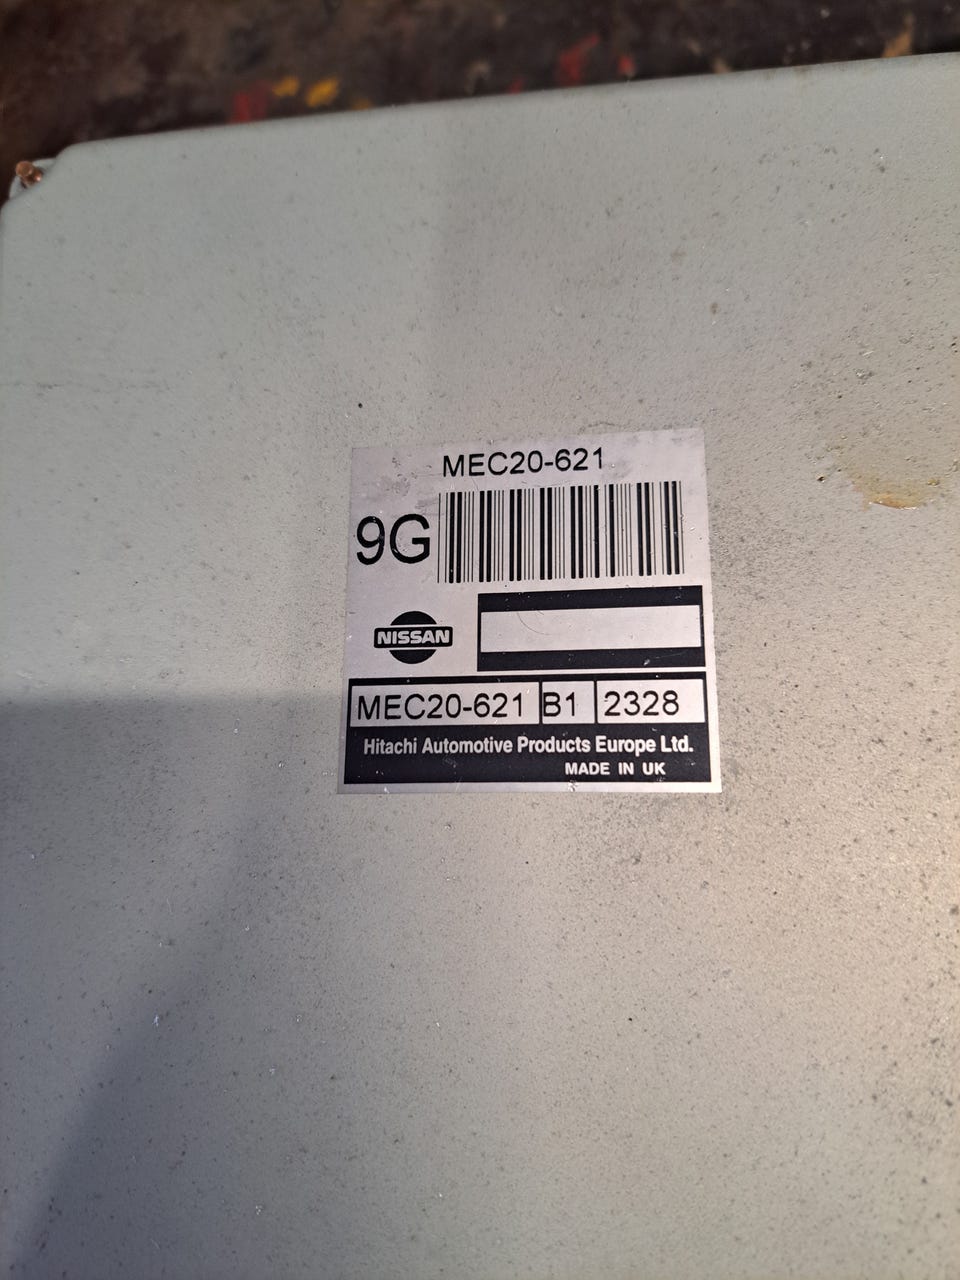 MEC20-621
9G
NISSAN
MEC20-621 B1 2328
Hitachi Automotive Products Europe Ltd.
MADE IN UK